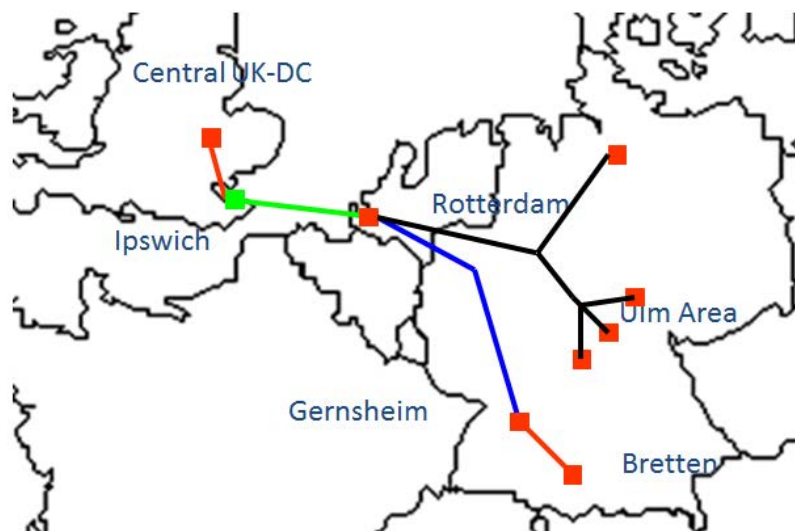 Central UK-DC
Rotterdam
Ipswich
Ulm Area
Gernsheim
Bretten